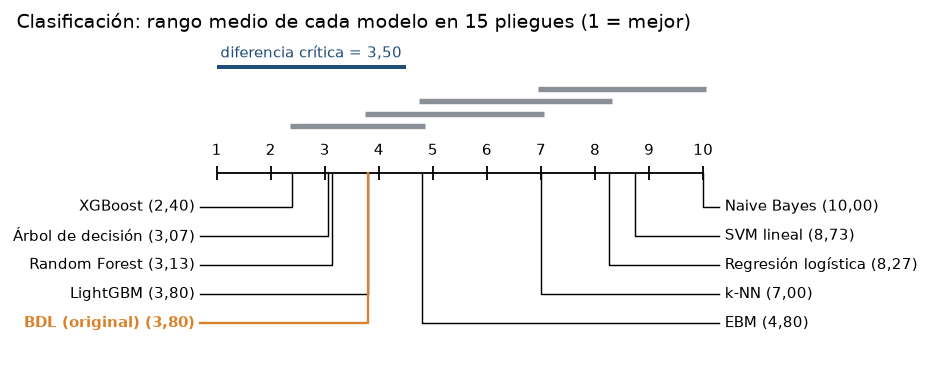 Clasificación: rango medio de cada modelo en 15 pliegues (1 = mejor)
diferencia crítica = 3,50
1 2 3 4 5 6 7 8 9 10
XGBoost (2,40)
Naive Bayes (10,00)
Árbol de decisión (3,07)
SVM lineal (8,73)
Random Forest (3,13)
Regresión logística (8,27)
LightGBM (3,80)
k-NN (7,00)
BDL (original) (3,80)
EBM (4,80)